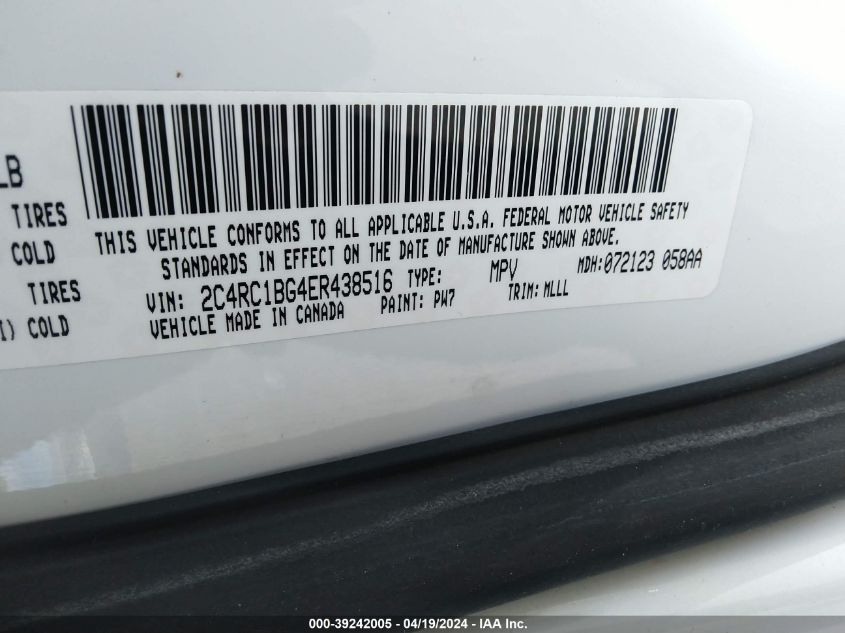 LB
TIRES
COLD
TIRES
I) COLD
THIS VEHICLE CONFORMS TO ALL APPLICABLE U.S.A. FEDERAL MOTOR VEHICLE SAFETY
STANDARDS IN EFFECT ON THE DATE OF MANUFACTURE SHOWN ABOVE.
VIN: 2C4RC1BG4ER438516 TYPE: MPV MDH:072123 058AA
VEHICLE MADE IN CANADA PAINT: PW7 TRIM: MLLL
000-39242005 - 04/19/2024 - IAA Inc.